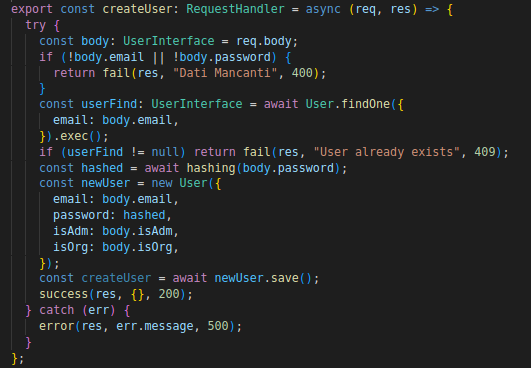 export const createUser: RequestHandler = async (req, res) => {
  try {
    const body: UserInterface = req.body;
    if (!body.email || !body.password) {
      return fail(res, "Dati Mancanti", 400);
    }
    const userFind: UserInterface = await User.findOne({
      email: body.email,
    }).exec();
    if (userFind != null) return fail(res, "User already exists", 409);
    const hashed = await hashing(body.password);
    const newUser = new User({
      email: body.email,
      password: hashed,
      isAdm: body.isAdm,
      isOrg: body.isOrg,
    });
    const createUser = await newUser.save();
    success(res, {}, 200);
  } catch (err) {
    error(res, err.message, 500);
  }
};